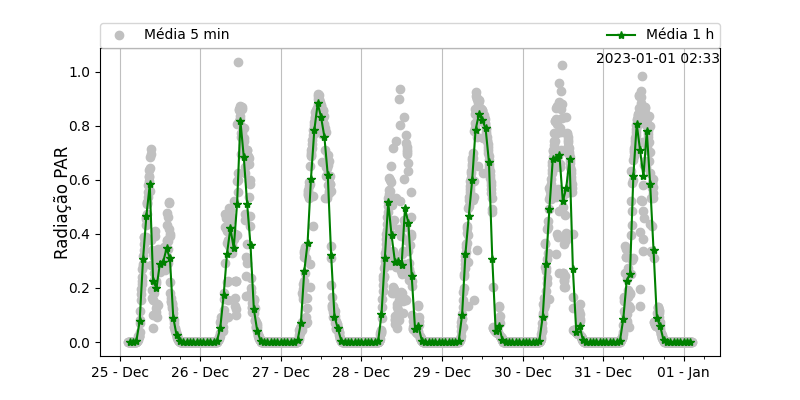 Média 5 min
Média 1 h
2023-01-01 02:33
Radiação PAR
1.0
0.8
0.6
0.4
0.2
0.0
25 - Dec
26 - Dec
27 - Dec
28 - Dec
29 - Dec
30 - Dec
31 - Dec
01 - Jan